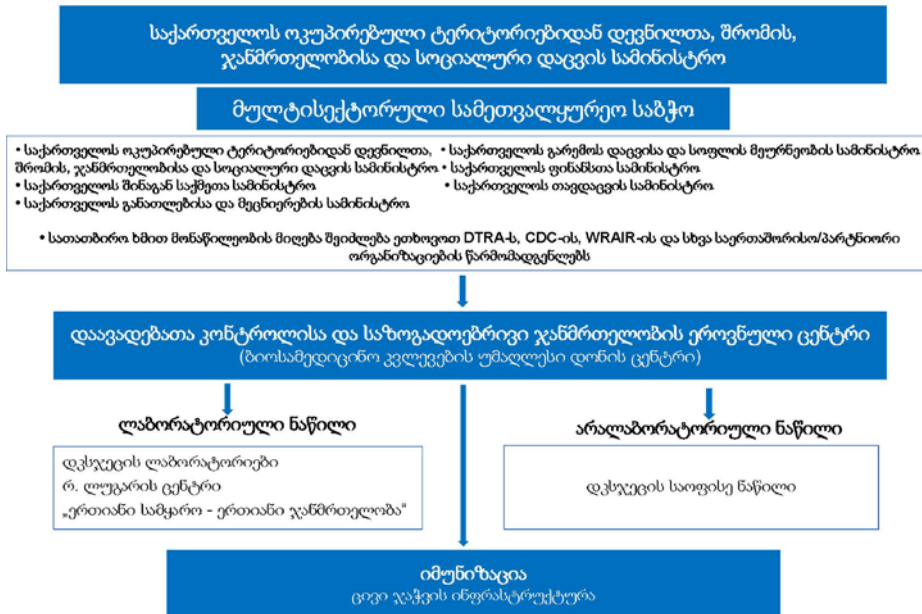 საქართველოს ოკუპირებული ტერიტორიებიდან დევნილთა, შრომის,
ჯანმრთელობისა და სოციალური დაცვის სამინისტრო
მულტისექტორული სამეთვალყურეო საბჭო
• საქართველოს ოკუპირებული ტერიტორიებიდან დევნილთა,
შრომის, ჯანმრთელობისა და სოციალური დაცვის სამინისტრო
• საქართველოს შინაგან საქმეთა სამინისტრო
• საქართველოს განათლებისა და მეცნიერების სამინისტრო
• საქართველოს გარემოს დაცვისა და სოფლის მეურნეობის სამინისტრო
• საქართველოს ფინანსთა სამინისტრო
• საქართველოს თავდაცვის სამინისტრო
• სათათბირო ხმით მონაწილეობის მიღება შეიძლება ეთხოვოთ DTRA-ს, CDC-ის, WRAIR-ის და სხვა საერთაშორისო/პარტნიორი
ორგანიზაციების წარმომადგენლებს
დაავადებათა კონტროლისა და საზოგადოებრივი ჯანმრთელობის ეროვნული ცენტრი
(ბიოსამედიცინო კვლევების უმაღლესი დონის ცენტრი)
ლაბორატორიული ნაწილი
დკსჯეცის ლაბორატორიები
რ. ლუგარის ცენტრი
„ერთიანი სამყარო - ერთიანი ჯანმრთელობა“
არალაბორატორიული ნაწილი
დკსჯეცის საოფისე ნაწილი
იმუნიზაცია
ცივი ჯაჭვის ინფრასტრუქტურა